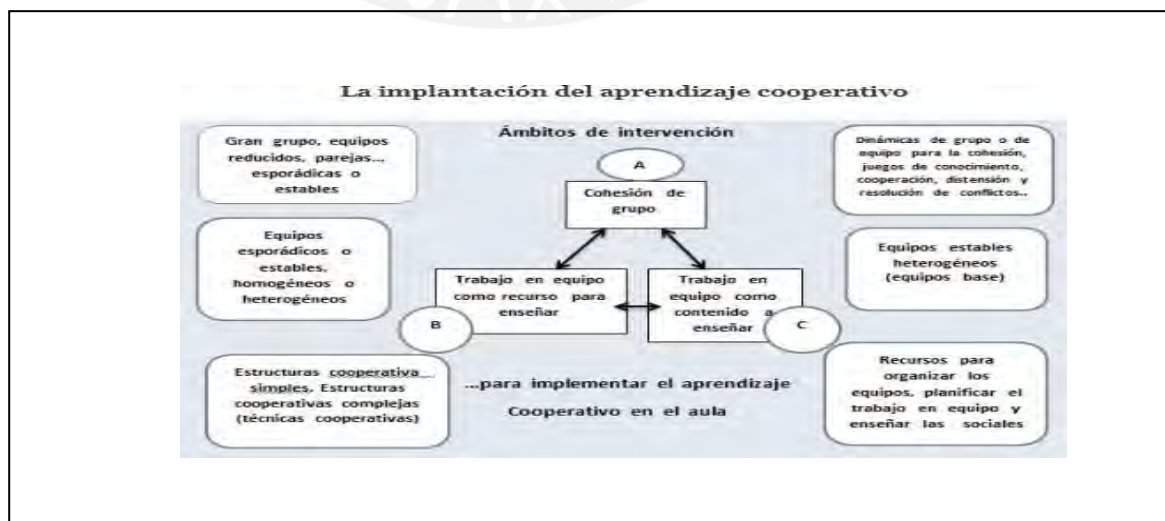 La implantación del aprendizaje cooperativo
Ámbitos de intervención
Gran grupo, equipos
reducidos, parejas...
esporádicas o
estables
A
Cohesión de
grupo
Dinámicas de grupo o de
equipo para la cohesión,
juegos de conocimiento,
cooperación, distensión y
resolución de conflictos..
Equipos
esporádicos o
estables,
homogéneos o
heterogéneos
Trabajo en equipo
como recurso para
enseñar
B
Trabajo en
equipo como
contenido a
enseñar
C
Equipos estables
heterogéneos
(equipos base)
Estructuras cooperativa...
simples. Estructuras
cooperativas complejas
(técnicas cooperativas)
...para implementar el aprendizaje
Cooperativo en el aula
Recursos para
organizar los
equipos, planificar el
trabajo en equipo y
enseñar las sociales